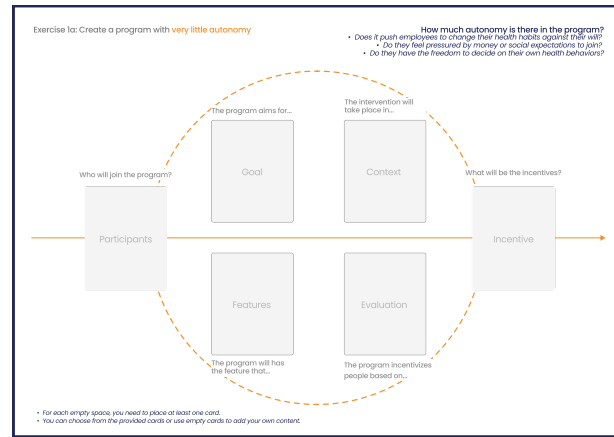 Exercise 1a: Create a program with very little autonomy
How much autonomy is there in the program?
• Does it push employees to change their health habits against their will?
• Do they feel pressured by money or social expectations to join?
• Do they have the freedom to decide on their own health behaviors?
The program aims for...
The intervention will
take place in...
Goal
Context
Who will join the program?
What will be the incentives?
Participants
Incentive
Features
Evaluation
The program will has
the feature that...
The program incentivizes
people based on...
• For each empty space, you need to place at least one card.
• You can choose from the provided cards or use empty cards to add your own content.